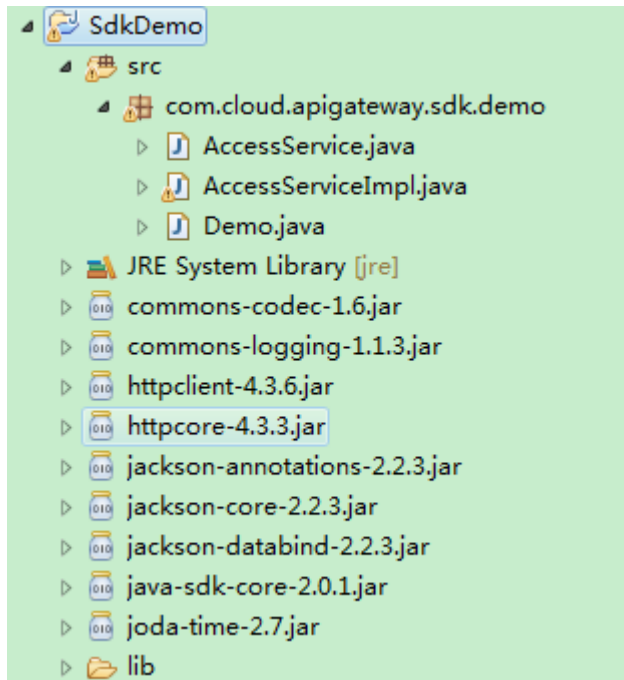 SdkDemo
src
com.cloud.apigateway.sdk.demo
AccessService.java
AccessServiceImpl.java
Demo.java
JRE System Library [jre]
commons-codec-1.6.jar
commons-logging-1.1.3.jar
httpclient-4.3.6.jar
httpcore-4.3.3.jar
jackson-annotations-2.2.3.jar
jackson-core-2.2.3.jar
jackson-databind-2.2.3.jar
java-sdk-core-2.0.1.jar
joda-time-2.7.jar
lib